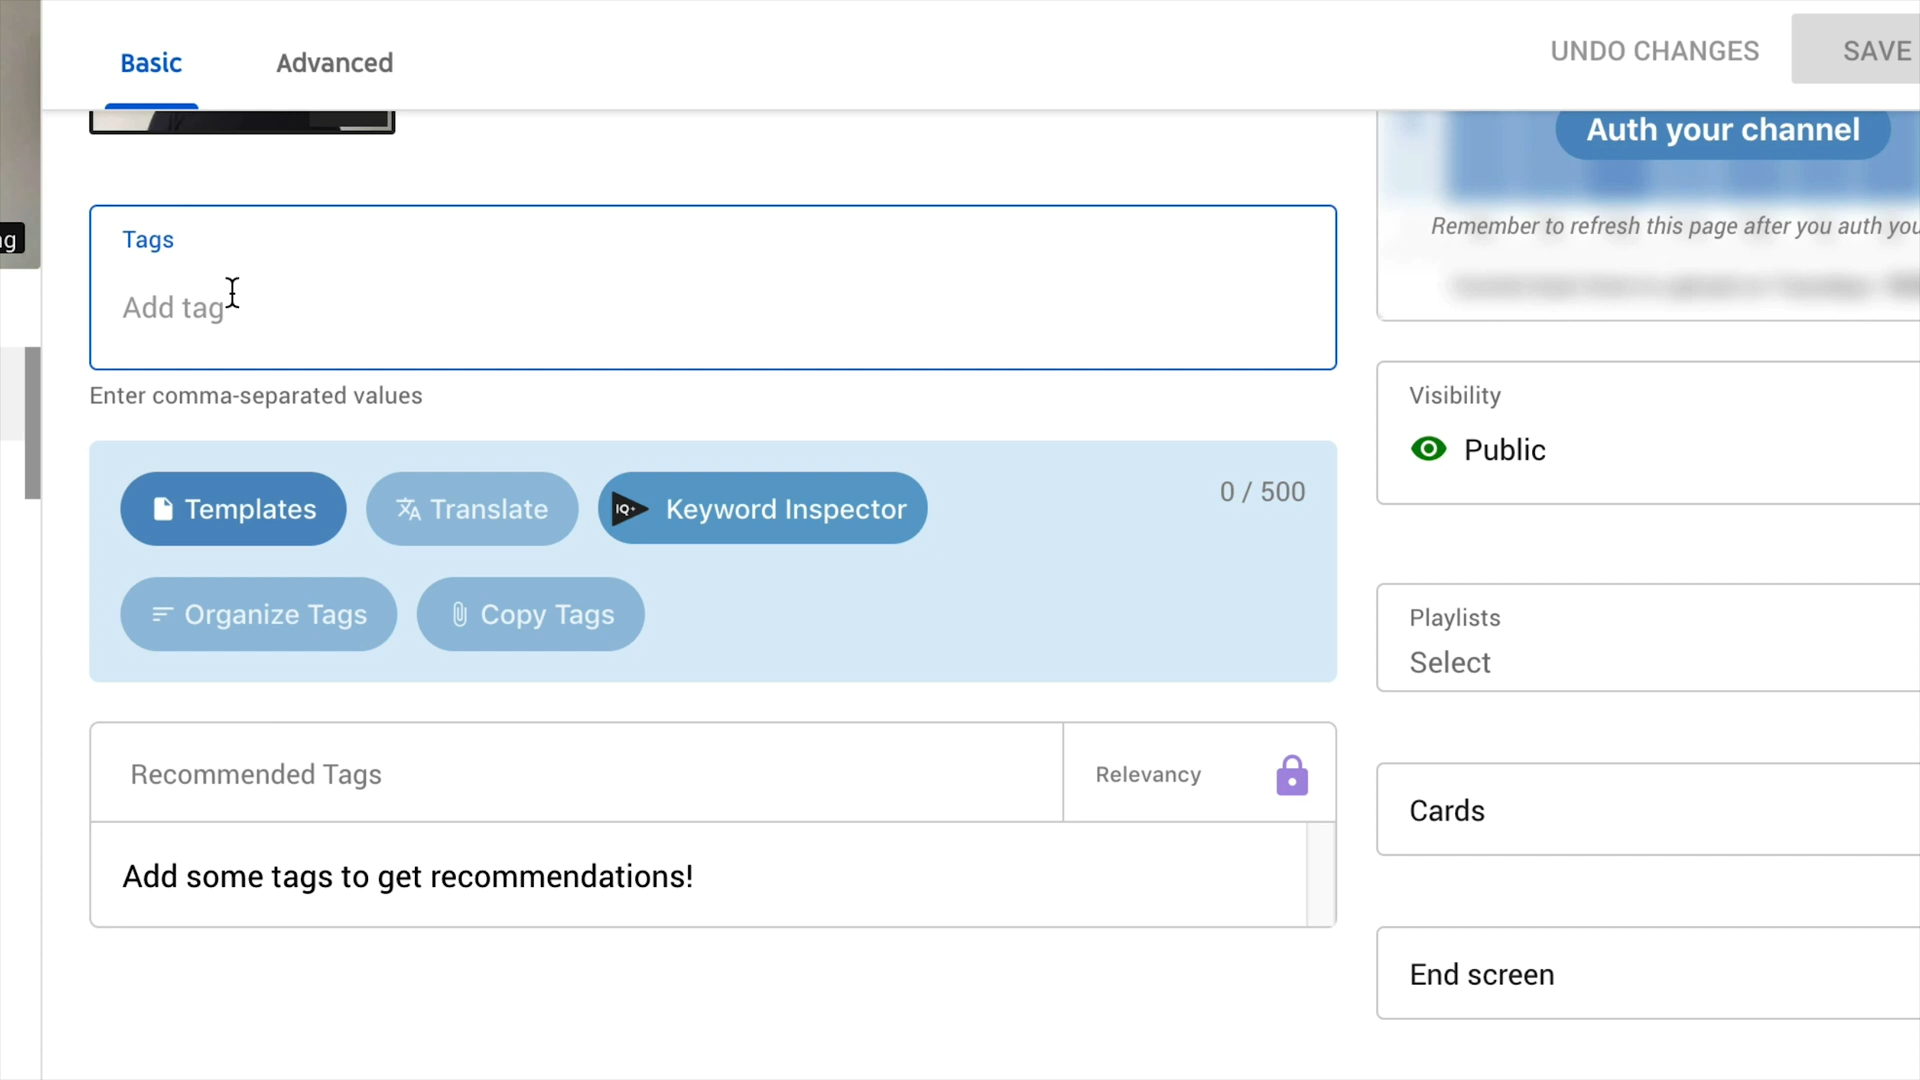 Basic
Advanced
UNDO CHANGES
SAVE
Auth your channel
Remember to refresh this page after you auth you
ng
Tags
Add tag
Enter comma-separated values
Templates
Translate
IQ+
Keyword Inspector
0 / 500
Organize Tags
Copy Tags
Recommended Tags
Relevancy
Add some tags to get recommendations!
Visibility
Public
Playlists
Select
Cards
End screen